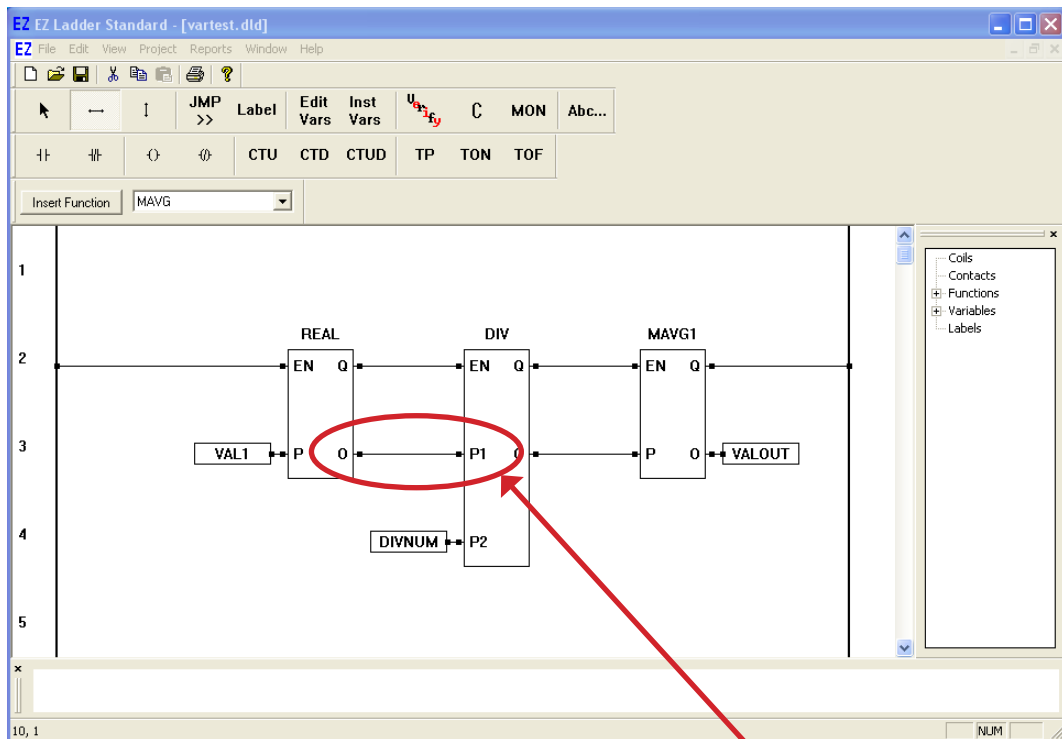 EZ EZ Ladder Standard - [vartest.dld]
EZ File Edit View Project Reports Window Help
JMP >> Label Edit Vars Inst Vars Verify C MON Abc...
CTU CTD CTUD TP TON TOF
Insert Function MAVG
1
Coils
Contacts
Functions
Variables
Labels
REAL DIV MAVG1
2 EN Q EN Q EN Q
3 VAL1 P O P1 P O VALOUT
4 DIVNUM P2
5
10, 1 NUM